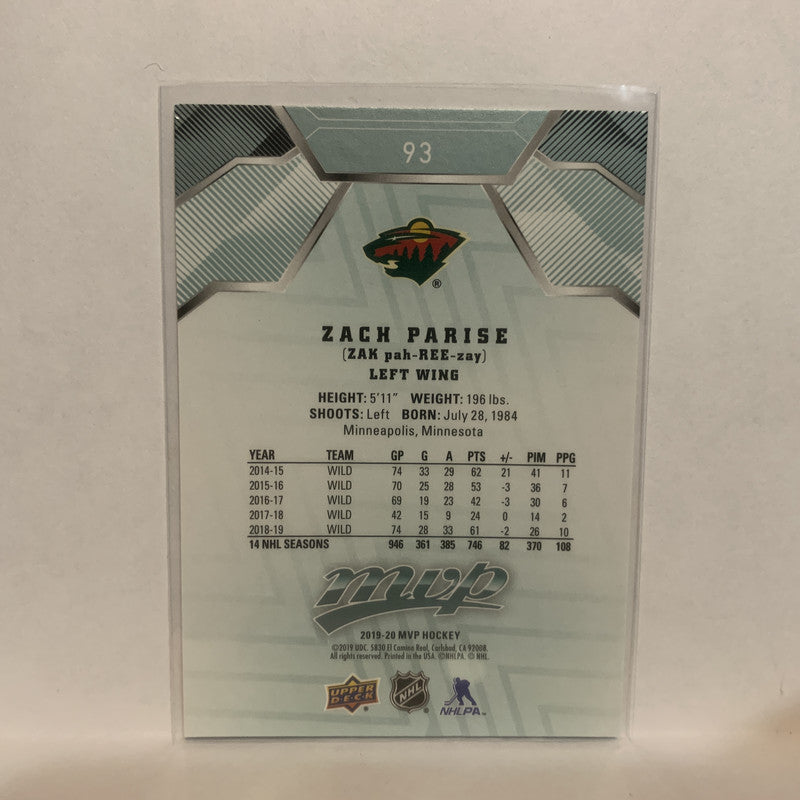 93
®
ZACH PARISE
(ZAK pah-REE-zay)
LEFT WING
HEIGHT: 5'11" WEIGHT: 196 lbs.
SHOOTS: Left BORN: July 28, 1984
Minneapolis, Minnesota
YEAR TEAM GP G A PTS +/- PIM PPG
2014-15 WILD 74 33 29 62 21 41 11
2015-16 WILD 70 25 28 53 -3 36 7
2016-17 WILD 69 19 23 42 -3 30 6
2017-18 WILD 42 15 9 24 0 14 2
2018-19 WILD 74 28 33 61 -2 26 10
14 NHL SEASONS 946 361 385 746 82 370 108
mvp
2019-20 MVP HOCKEY
©2019 UDC. 5830 El Camino Real, Carlsbad, CA 92008.
All rights reserved. Printed in the USA. ©NHLPA. © NHL.
UPPER DECK ® NHL ® NHLPA™